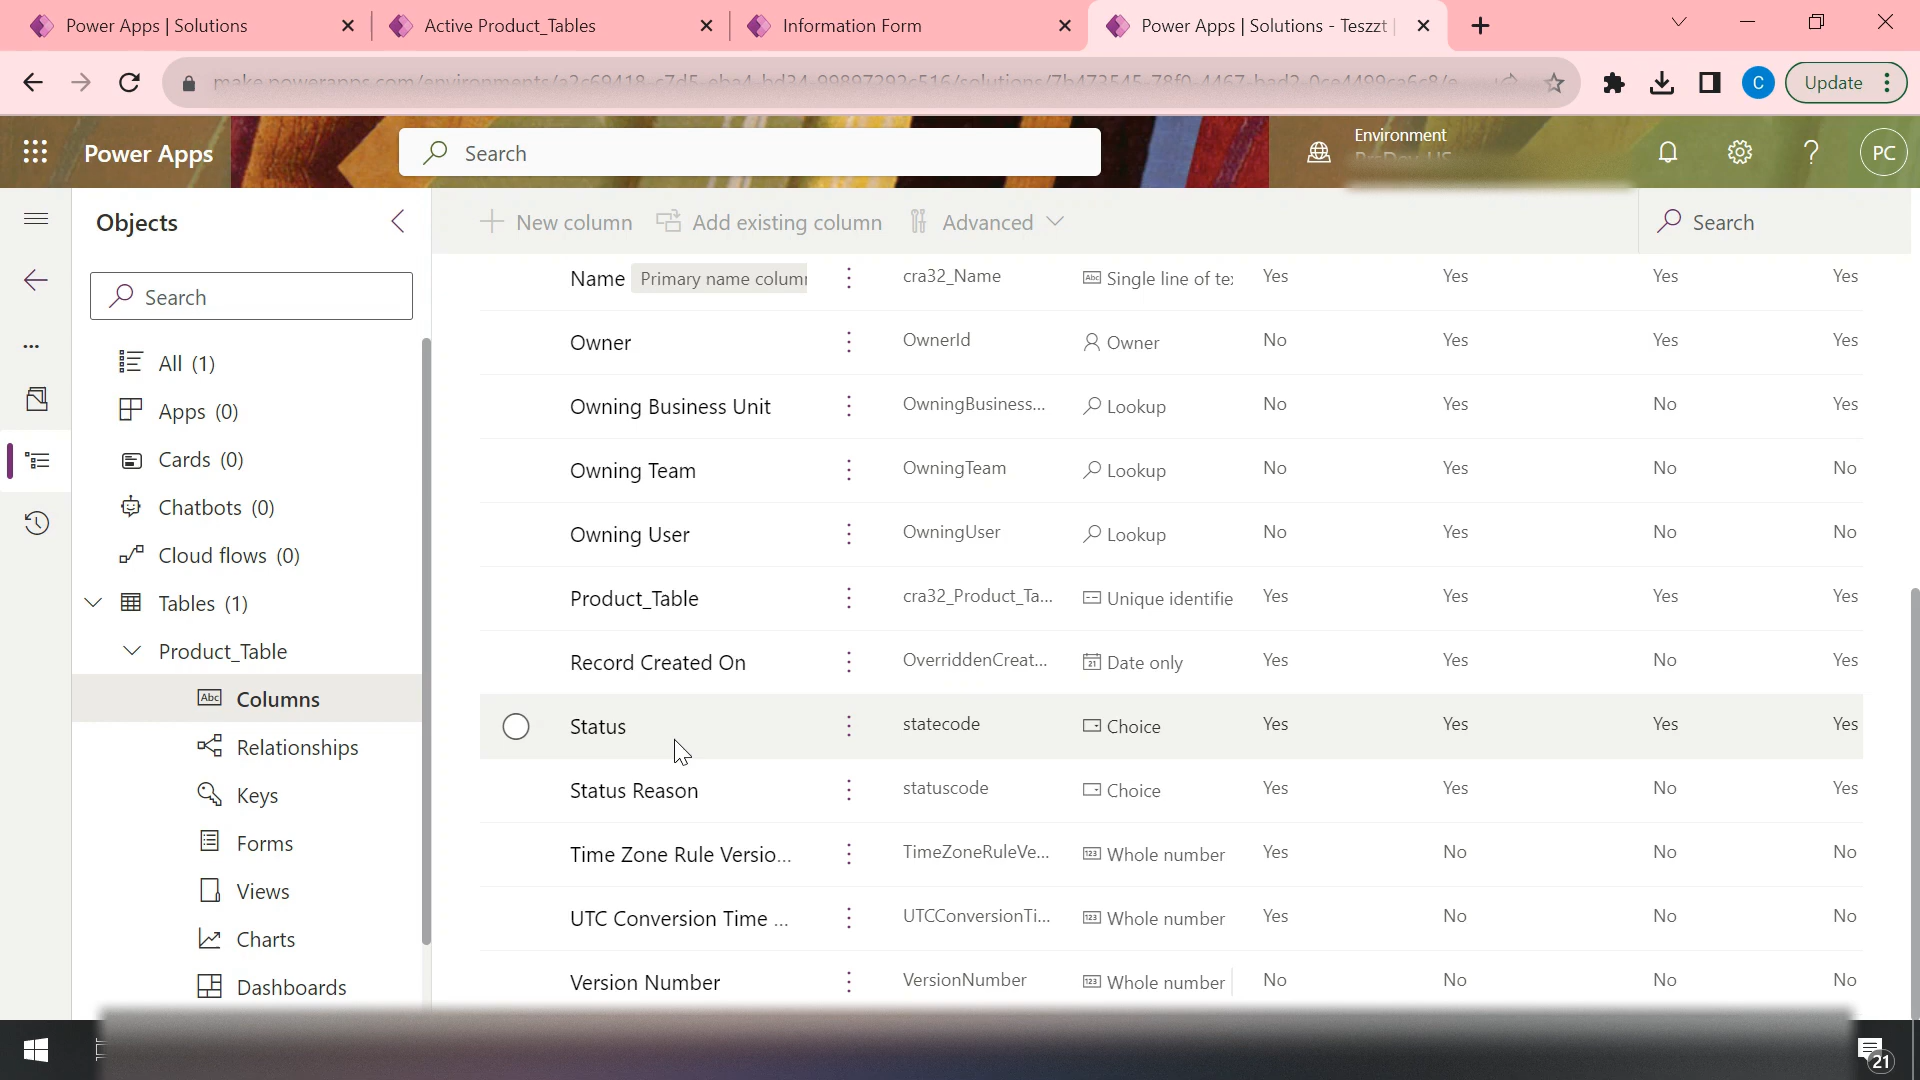 Power Apps | Solutions
Active Product_Tables
Information Form
Power Apps | Solutions - Teszzt |
Update
C
Power Apps
Search
Environment
PC
Objects
New column
Add existing column
Advanced
Search
Search
All (1)
Apps (0)
Cards (0)
Chatbots (0)
Cloud flows (0)
Tables (1)
Product_Table
Columns
Relationships
Keys
Forms
Views
Charts
Dashboards
Name Primary name colum cra32_Name Abc Single line of te Yes Yes Yes Yes
Owner OwnerId Owner No Yes Yes Yes
Owning Business Unit OwningBusiness... Lookup No Yes No Yes
Owning Team OwningTeam Lookup No Yes No No
Owning User OwningUser Lookup No Yes No No
Product_Table cra32_Product_Ta... Unique identifie Yes Yes Yes Yes
Record Created On OverriddenCreat... Date only Yes Yes No Yes
Status statecode Choice Yes Yes Yes Yes
Status Reason statuscode Choice Yes Yes No Yes
Time Zone Rule Versio... TimeZoneRuleVe... 123 Whole number Yes No No No
UTC Conversion Time ... UTCConversionTi... 123 Whole number Yes No No No
Version Number VersionNumber 123 Whole number No No No No
21